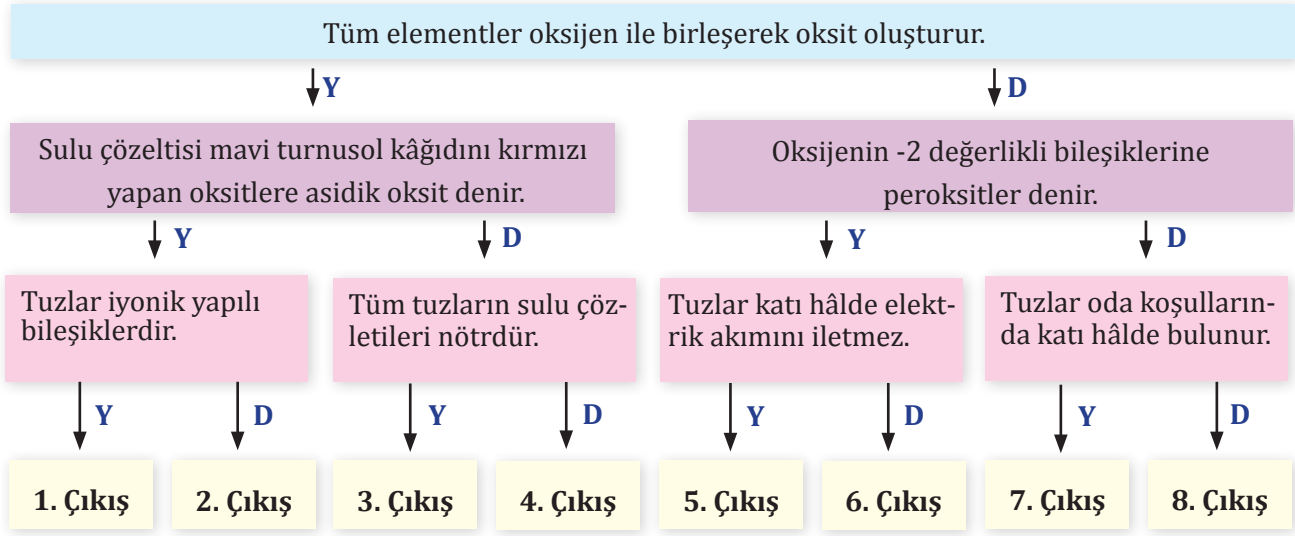 Tüm elementler oksijen ile birleşerek oksit oluşturur.
Y
D
Sulu çözeltisi mavi turnusol kâğıdını kırmızı
yapan oksitlere asidik oksit denir.
Oksijenin -2 değerlikli bileşiklerine
peroksitler denir.
Y
D
Y
D
Tuzlar iyonik yapılı
bileşiklerdir.
Tüm tuzların sulu çöz-
letileri nötrdür.
Tuzlar katı hâlde elekt-
rik akımını iletmez.
Tuzlar oda koşulların-
da katı hâlde bulunur.
Y
D
Y
D
Y
D
Y
D
1. Çıkış
2. Çıkış
3. Çıkış
4. Çıkış
5. Çıkış
6. Çıkış
7. Çıkış
8. Çıkış